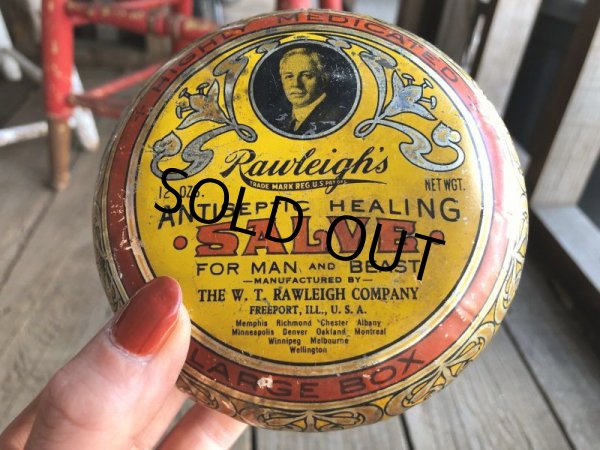 HIGHLY MEDICATED
Rawleigh's
TRADE MARK REG. U.S. PAT. OFF.
12 OZ. NET WGT.
ANTISEPTIC HEALING
SALVE
SOLD OUT
FOR MAN AND BEAST
MANUFACTURED BY
THE W. T. RAWLEIGH COMPANY
FREEPORT, ILL., U. S. A.
Memphis Richmond Chester Albany
Minneapolis Denver Oakland Montreal
Winnipeg Melbourne
Wellington
LARGE BOX